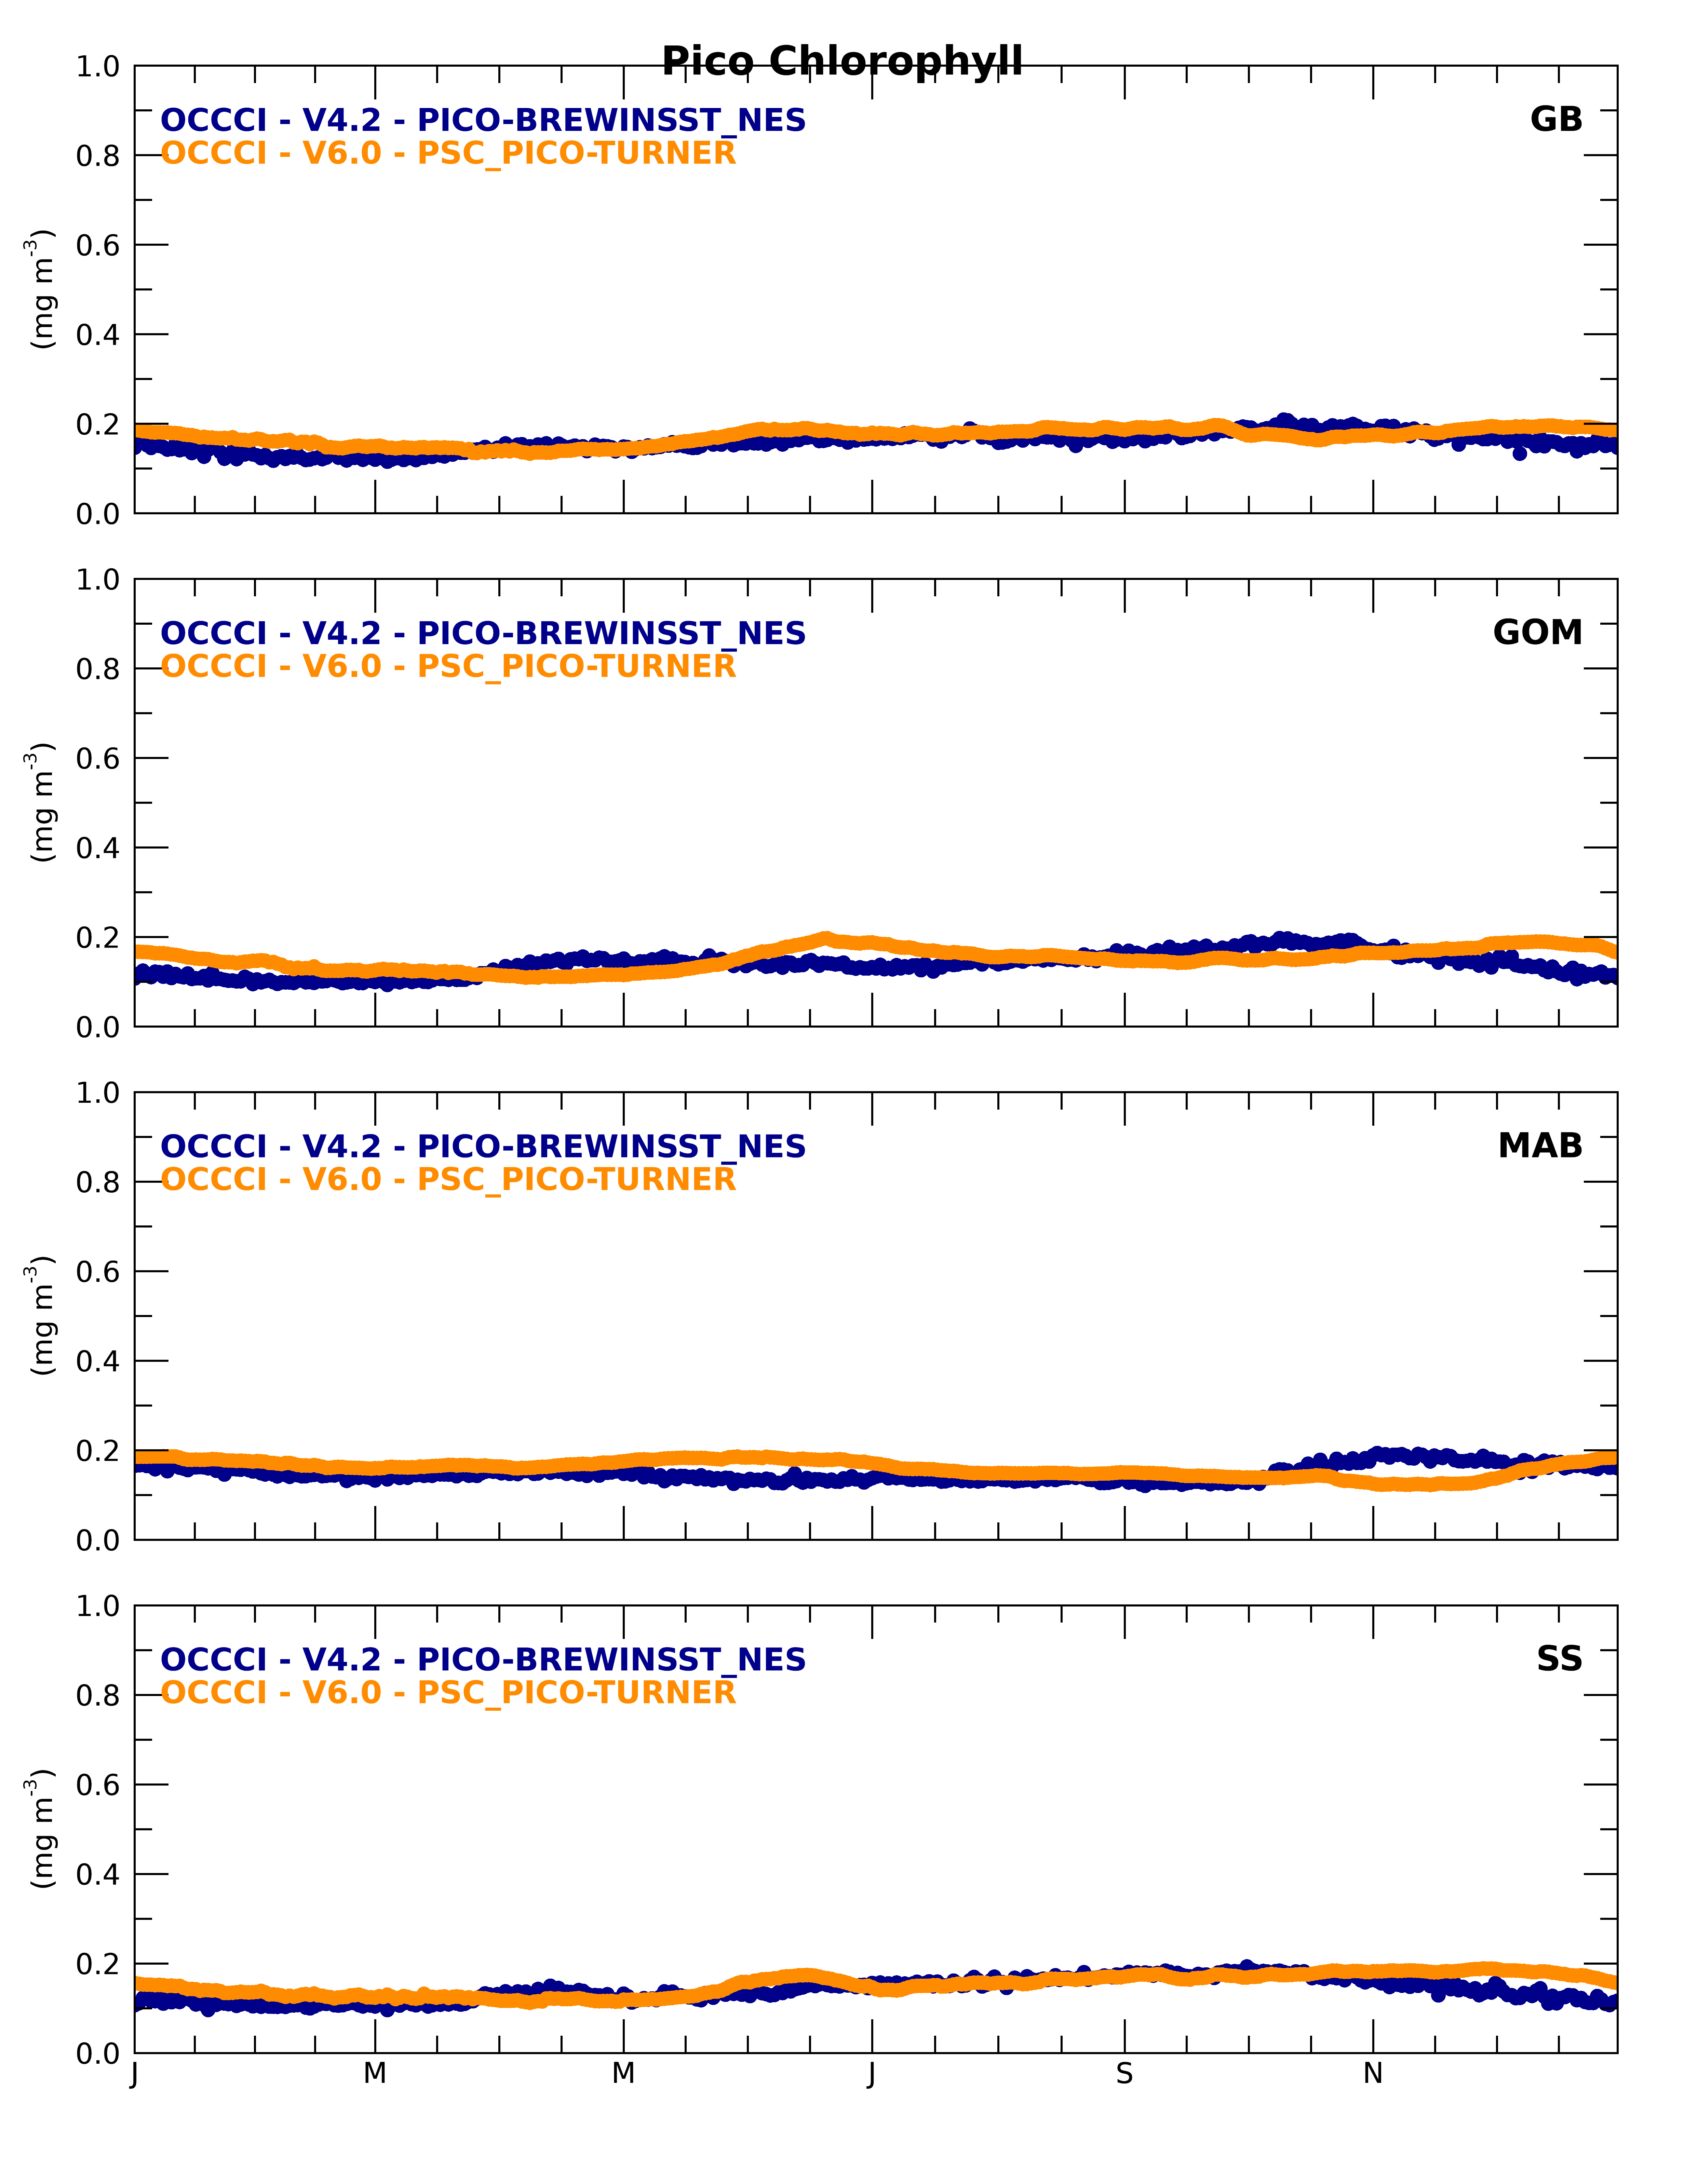 Pico Chlorophyll
1.0
OCCCI - V4.2 - PICO-BREWINSST_NES GB
OCCCI - V6.0 - PSC_PICO-TURNER
0.8
0.6
(mg m⁻³)
0.4
0.2
0.0
1.0
OCCCI - V4.2 - PICO-BREWINSST_NES GOM
OCCCI - V6.0 - PSC_PICO-TURNER
0.8
0.6
(mg m⁻³)
0.4
0.2
0.0
1.0
OCCCI - V4.2 - PICO-BREWINSST_NES MAB
OCCCI - V6.0 - PSC_PICO-TURNER
0.8
0.6
(mg m⁻³)
0.4
0.2
0.0
1.0
OCCCI - V4.2 - PICO-BREWINSST_NES SS
OCCCI - V6.0 - PSC_PICO-TURNER
0.8
0.6
(mg m⁻³)
0.4
0.2
0.0
J M M J S N